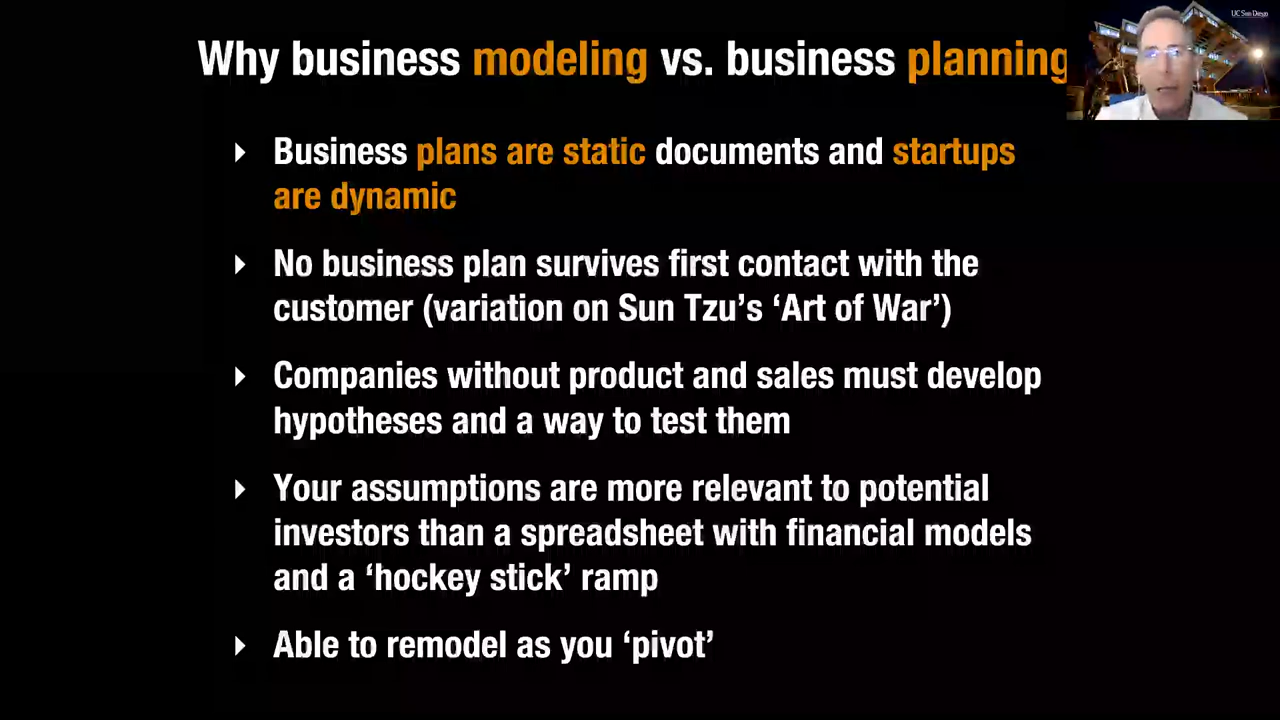 Why business modeling vs. business planning
UC San Diego
Business plans are static documents and startups
are dynamic
No business plan survives first contact with the
customer (variation on Sun Tzu’s ‘Art of War’)
Companies without product and sales must develop
hypotheses and a way to test them
Your assumptions are more relevant to potential
investors than a spreadsheet with financial models
and a ‘hockey stick’ ramp
Able to remodel as you ‘pivot’